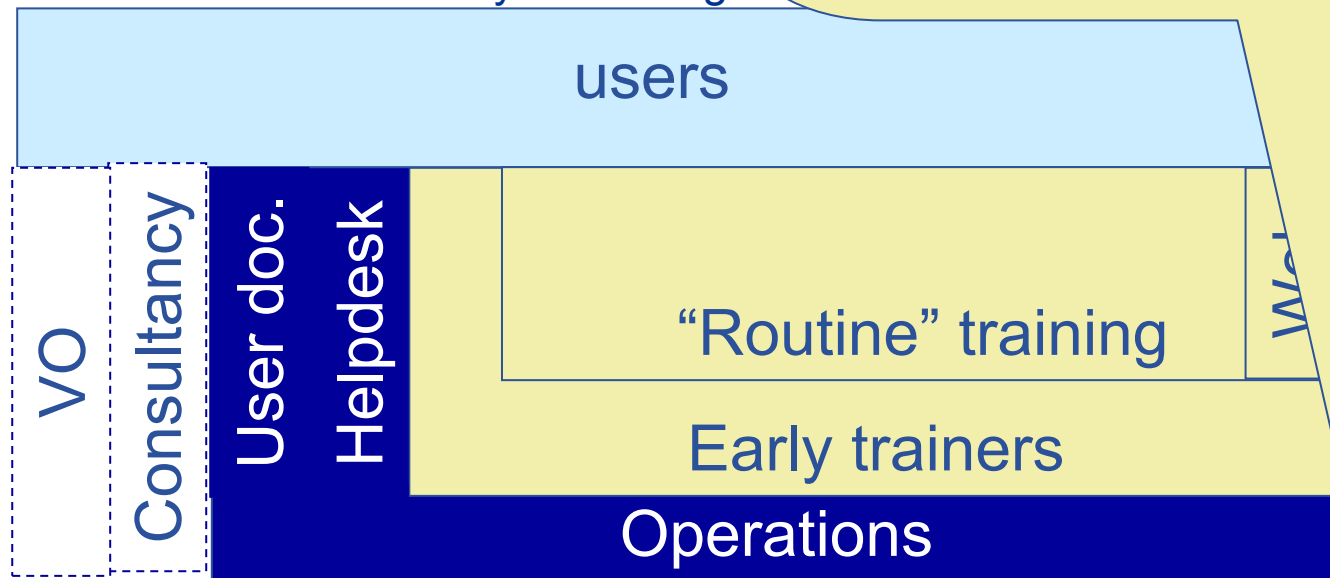 users
VO
Consultancy
User doc.
Helpdesk
“Routine” training
Early trainers
Operations